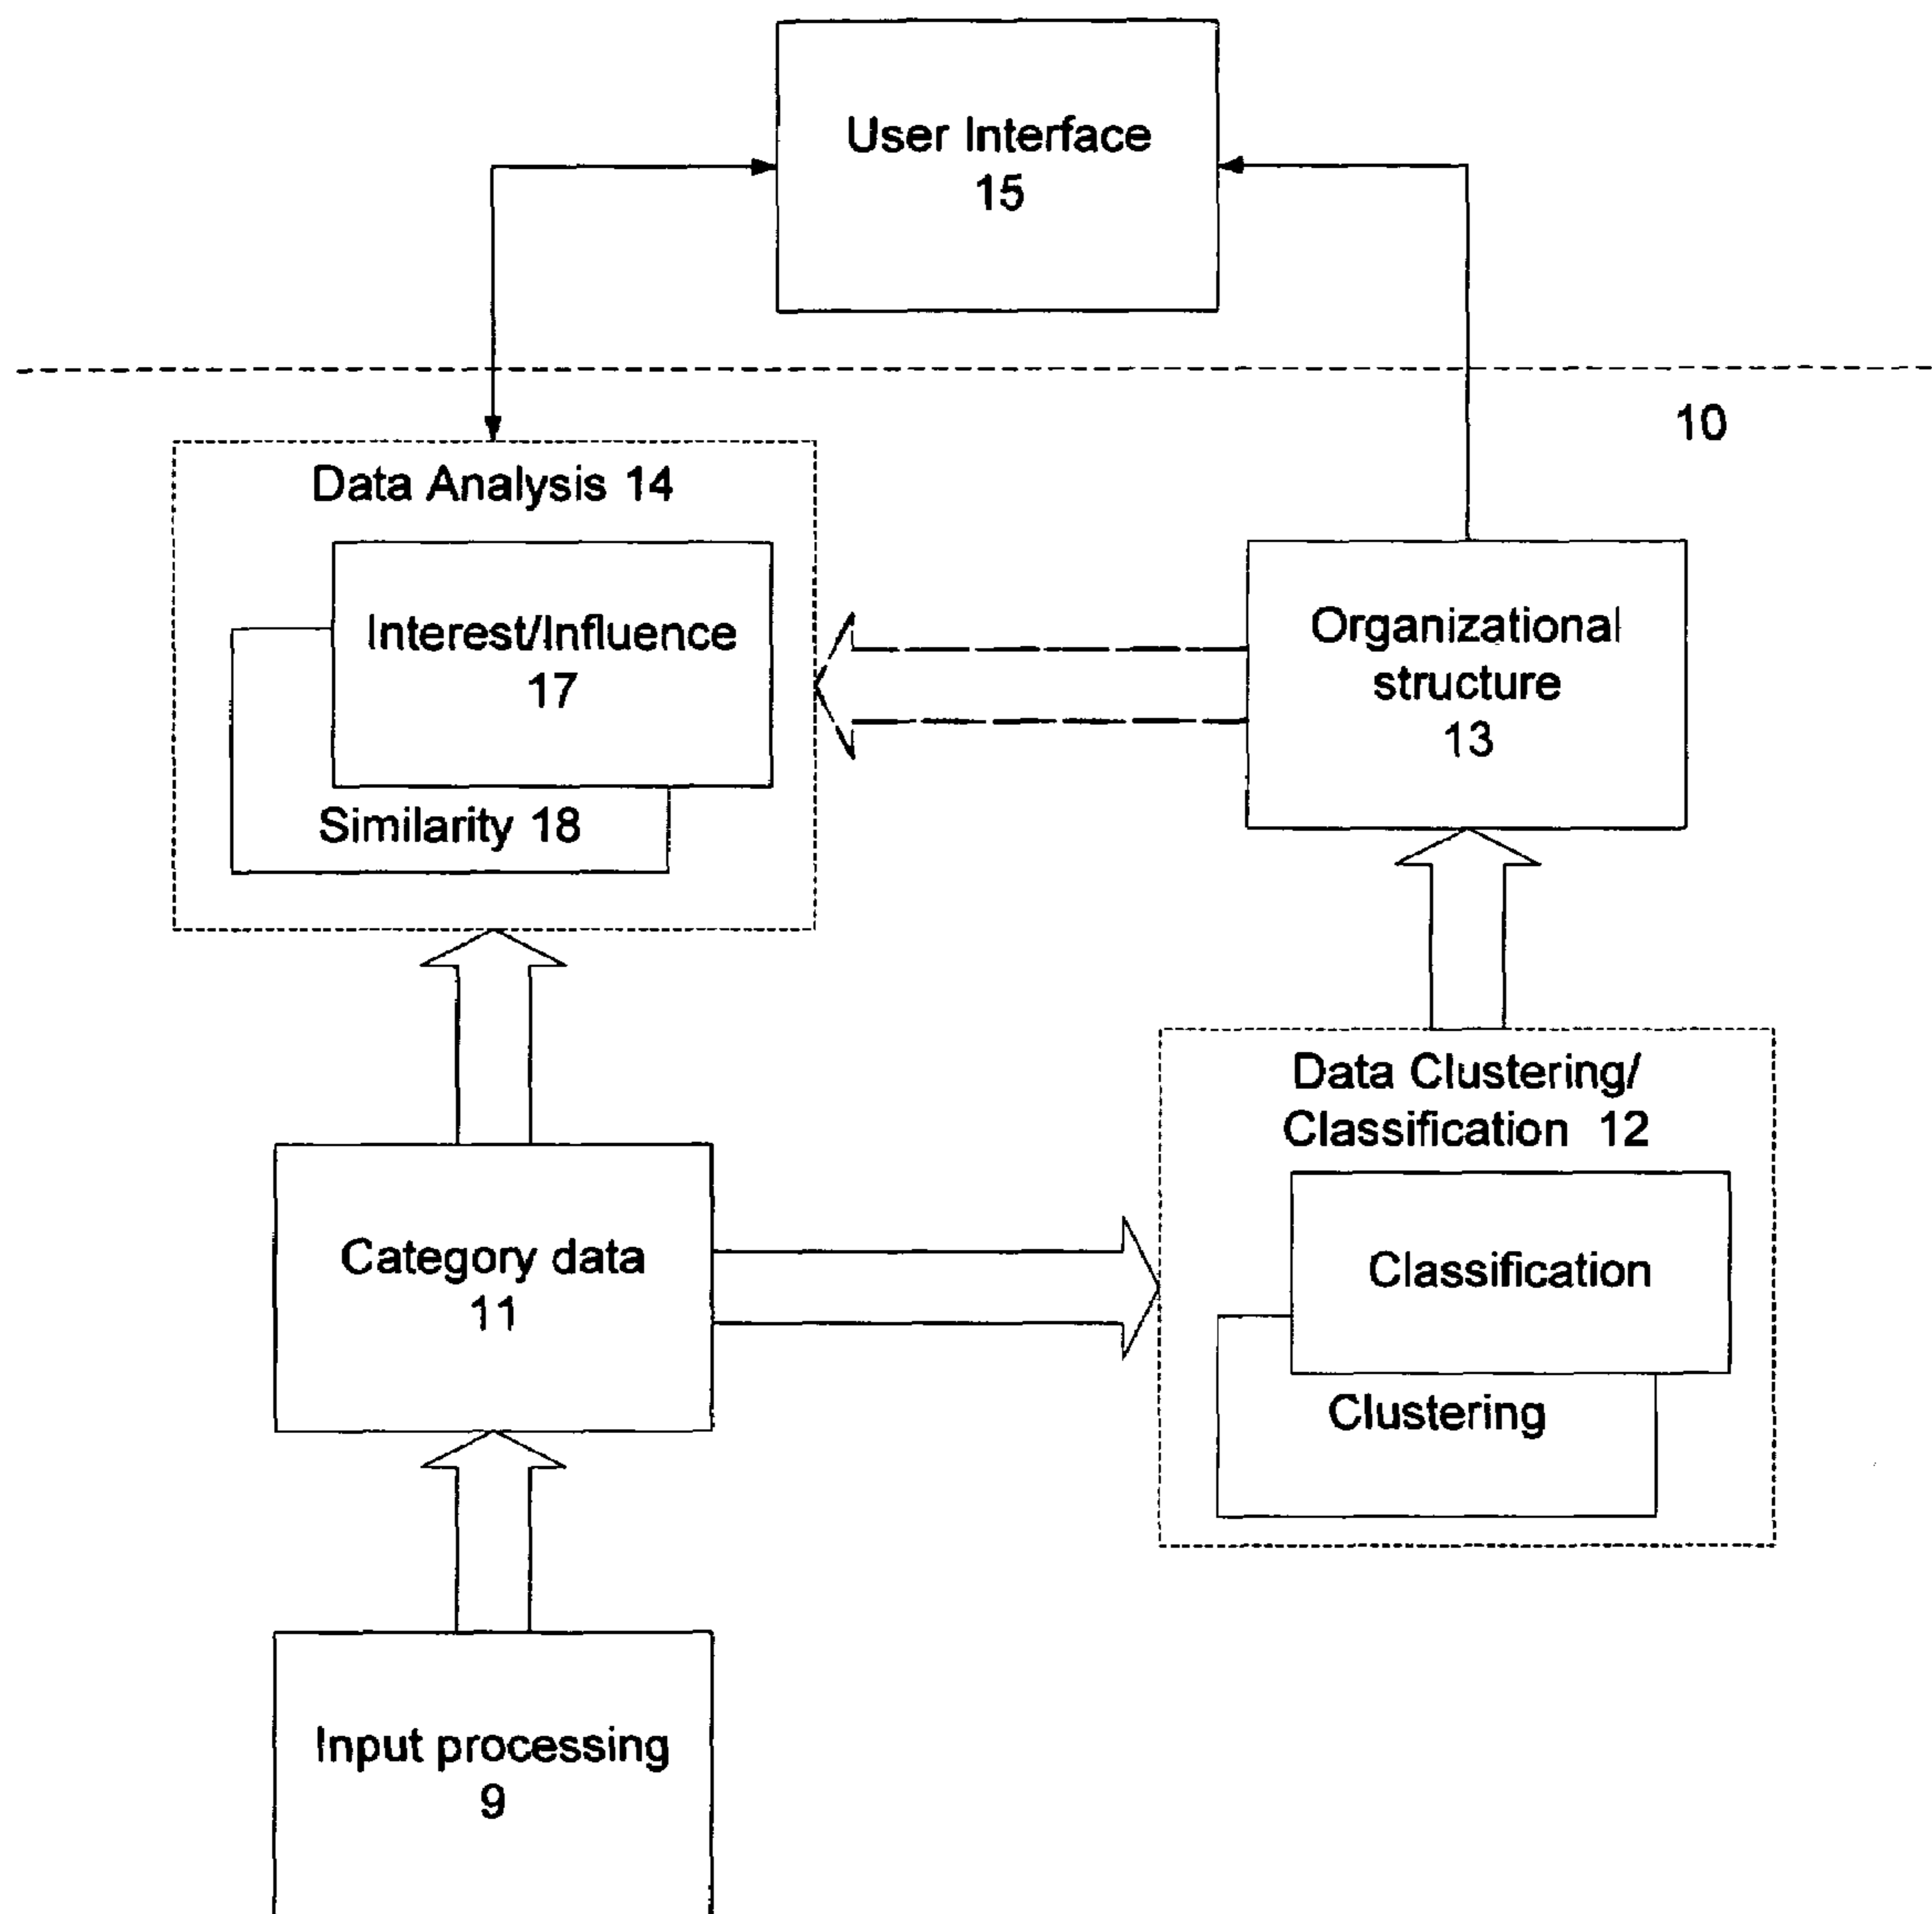 User Interface
15
10
Data Analysis 14
Interest/Influence
17
Similarity 18
Organizational
structure
13
Data Clustering/
Classification 12
Classification
Clustering
Category data
11
Input processing
9